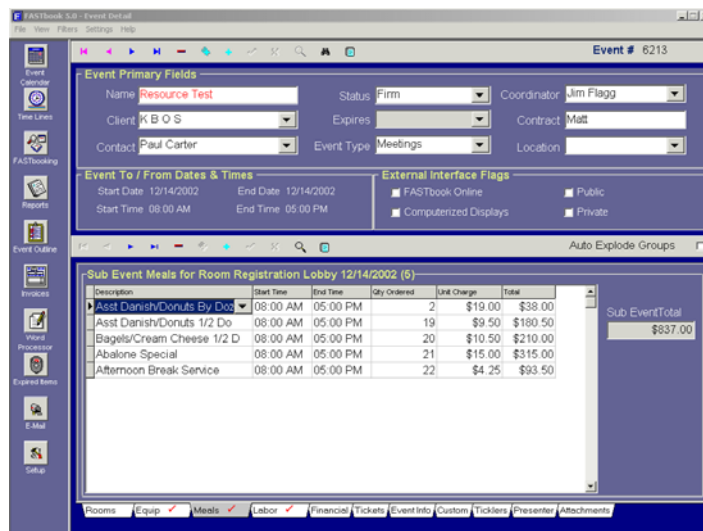 FASTbook 5.0 - Event Detail
File View Filters Settings Help
Event # 6213
Event Calendar
Time Lines
FASTbooking
Reports
Event Outline
Invoices
Word Processor
Expired Items
E-Mail
Setup
Event Primary Fields
Name Resource Test Status Firm Coordinator Jim Flagg
Client K B O S Expires Contract Matt
Contact Paul Carter Event Type Meetings Location
Event To / From Dates & Times
Start Date 12/14/2002 End Date 12/14/2002
Start Time 08:00 AM End Time 05:00 PM
External Interface Flags
FASTbook Online Public
Computerized Displays Private
Auto Explode Groups
Sub Event Meals for Room Registration Lobby 12/14/2002 (5)
Description Start Time End Time Qty Ordered Unit Charge Total
Asst Danish/Donuts By Doz 08:00 AM 05:00 PM 2 $19.00 $38.00
Asst Danish/Donuts 1/2 Do 08:00 AM 05:00 PM 19 $9.50 $180.50
Bagels/Cream Cheese 1/2 D 08:00 AM 05:00 PM 20 $10.50 $210.00
Abalone Special 08:00 AM 05:00 PM 21 $15.00 $315.00
Afternoon Break Service 08:00 AM 05:00 PM 22 $4.25 $93.50
Sub EventTotal
$837.00
Rooms Equip Meals Labor Financial Tickets Event Info Custom Ticklers Presenter Attachments